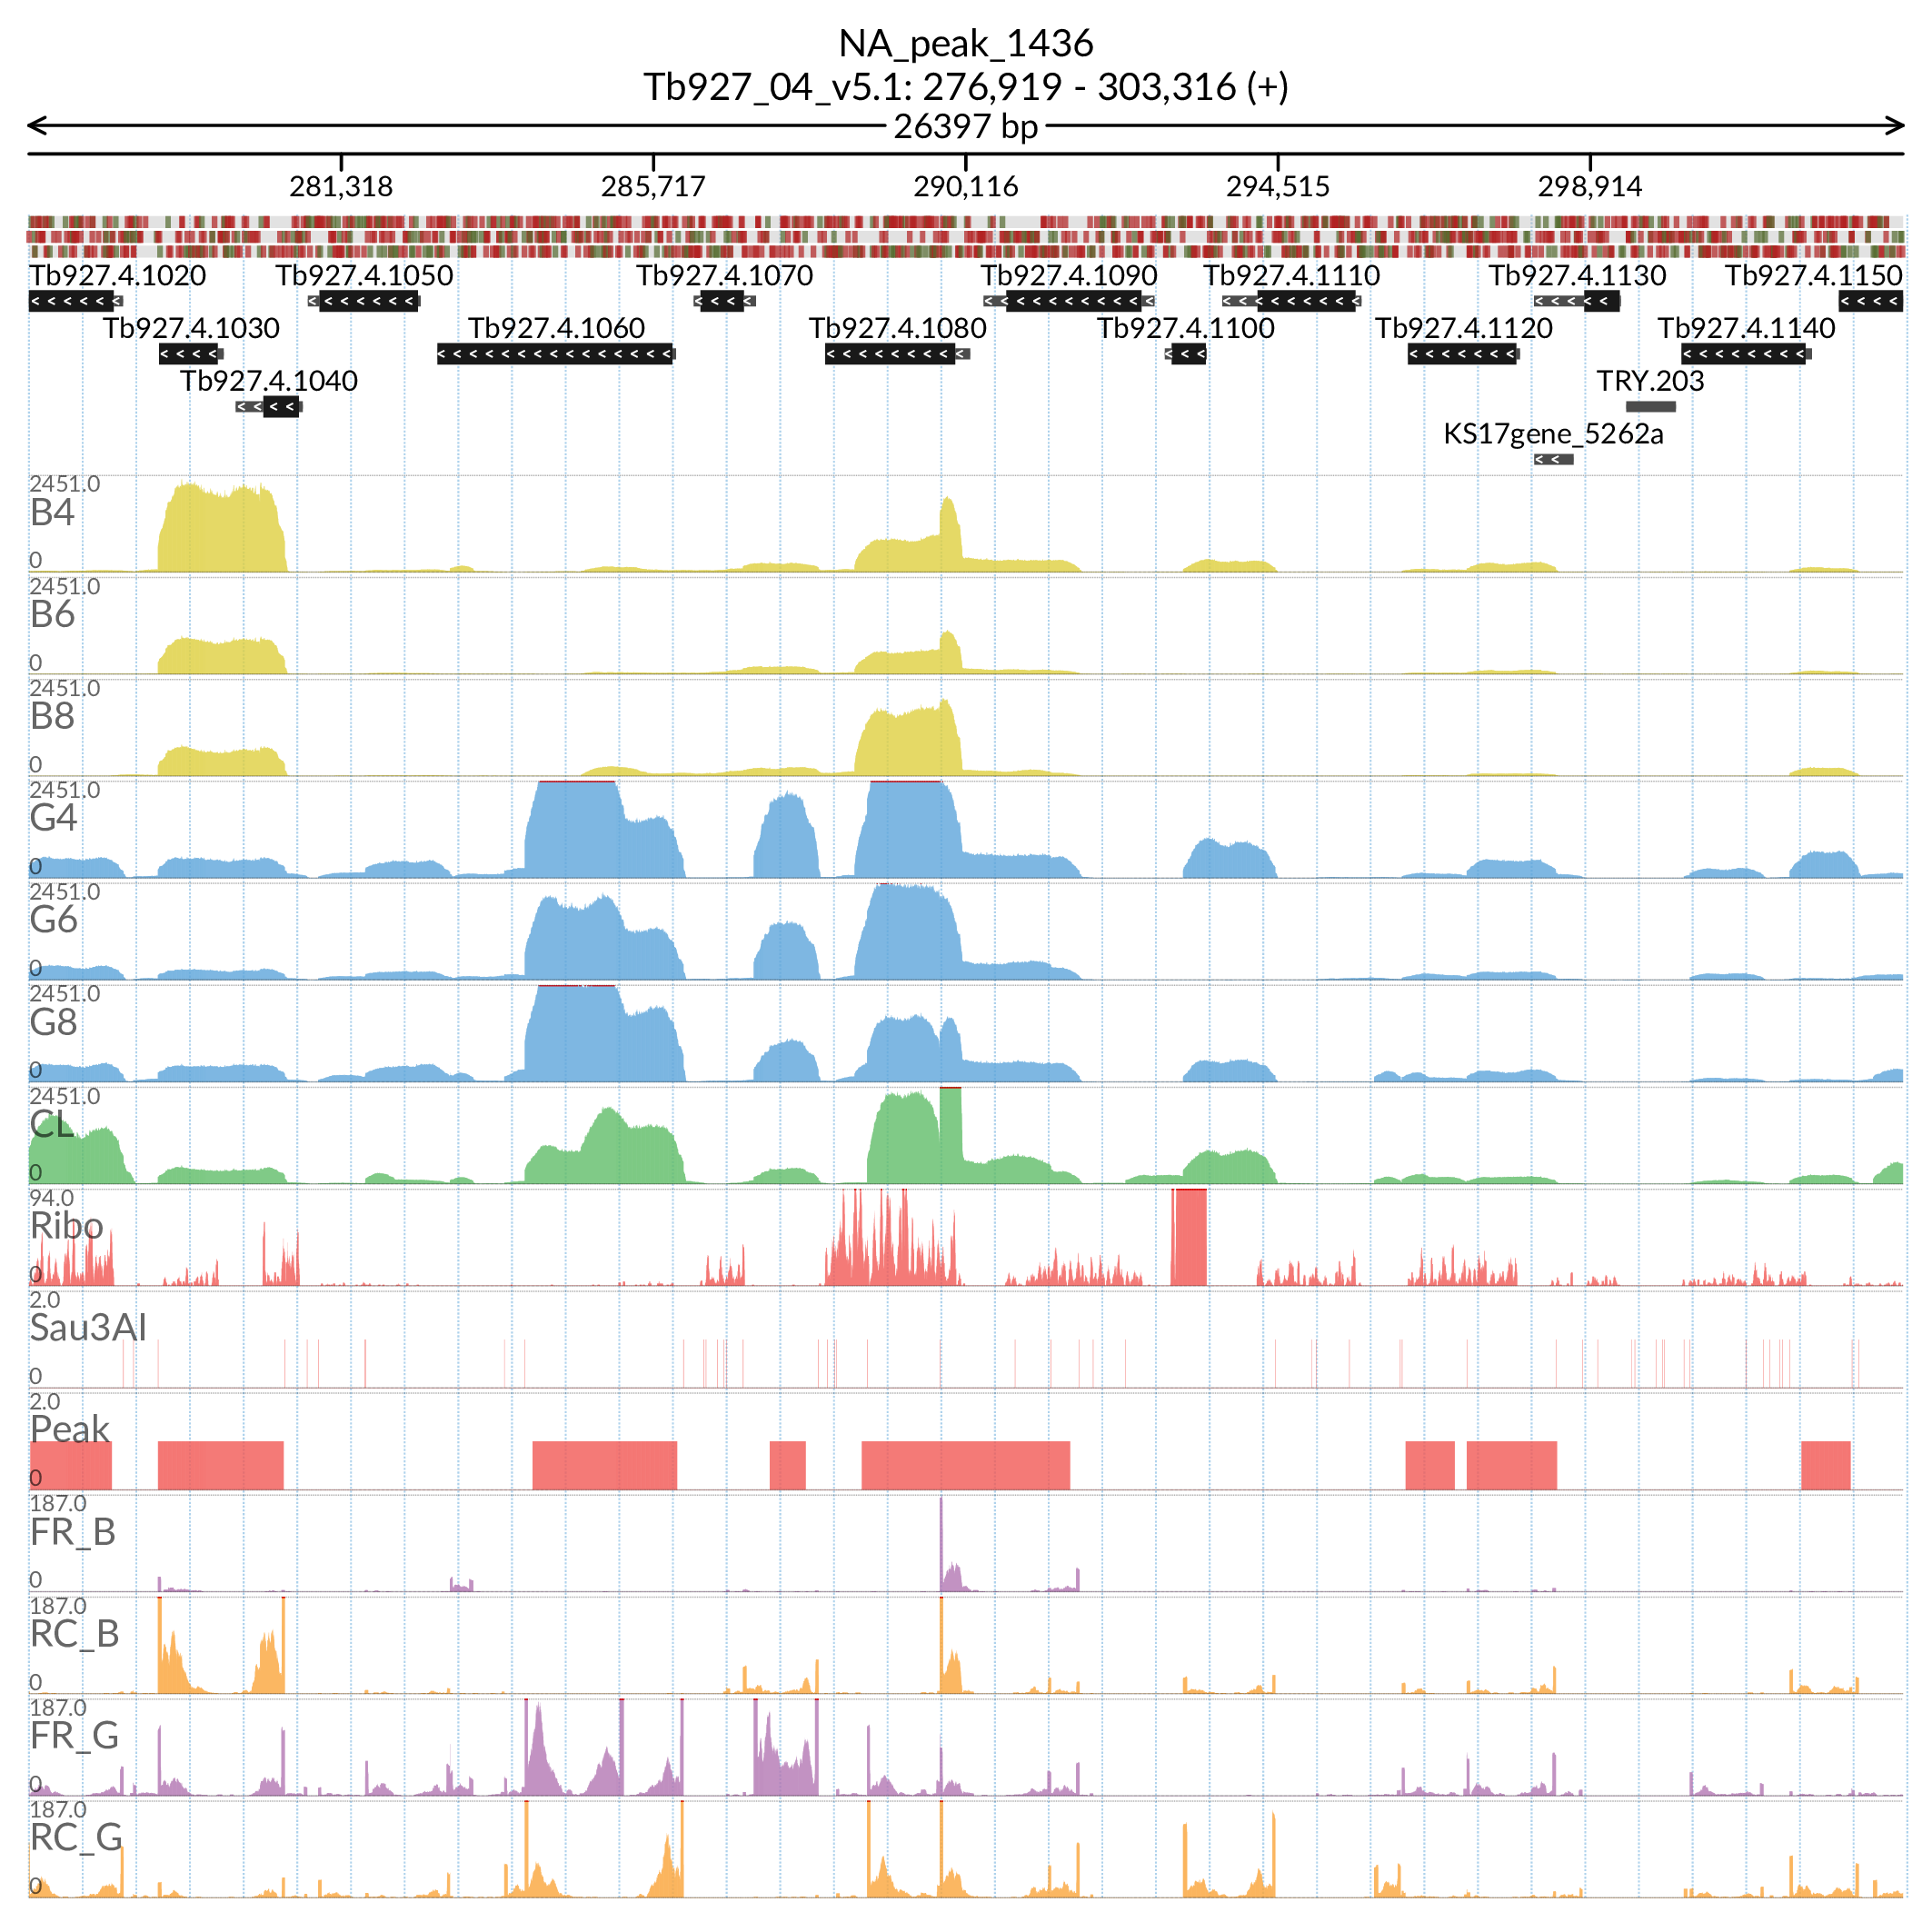 NA_peak_1436
Tb927_04_v5.1: 276,919 - 303,316 (+)
26397 bp
281,318 285,717 290,116 294,515 298,914
Tb927.4.1020 Tb927.4.1050 Tb927.4.1070 Tb927.4.1090 Tb927.4.1110 Tb927.4.1130 Tb927.4.1150
Tb927.4.1030 Tb927.4.1060 Tb927.4.1080 Tb927.4.1100 Tb927.4.1120 Tb927.4.1140
Tb927.4.1040 TRY.203
KS17gene_5262a
2451.0
B4
0
2451.0
B6
0
2451.0
B8
0
2451.0
G4
0
2451.0
G6
0
2451.0
G8
0
2451.0
CL
0
94.0
Ribo
0
2.0
Sau3AI
0
2.0
Peak
0
187.0
FR_B
0
187.0
RC_B
0
187.0
FR_G
0
187.0
RC_G
0